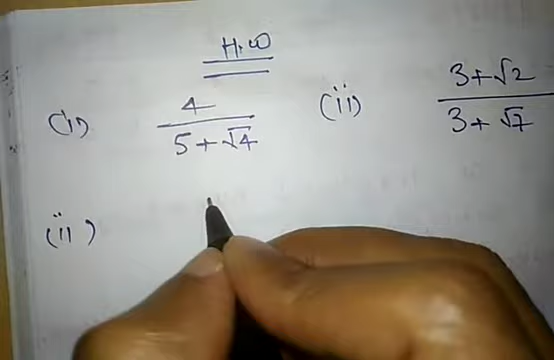 H.W
(i) 4/(5+√4) (ii) (3+√2)/(3+√7)
(ii)